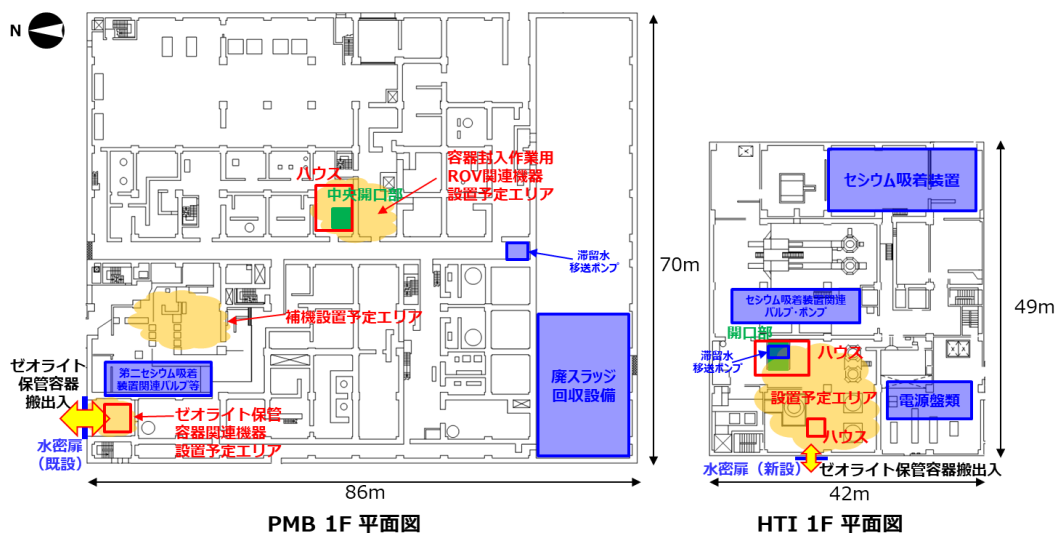 N
ハウス
中央開口部
容器封入作業用
ROV関連機器
設置予定エリア
滞留水
移送ポンプ
補機設置予定エリア
ゼオライト
保管容器
搬出入
第二セシウム吸着
装置関連バルブ等
水密扉
(既設)
ゼオライト保管
容器関連機器
設置予定エリア
廃スラッジ
回収設備
70m
86m
PMB 1F 平面図
セシウム吸着装置
セシウム吸着装置関連
バルブ・ポンプ
開口部
滞留水
移送ポンプ
ハウス
設置予定エリア
電源盤類
ハウス
水密扉(新設)
ゼオライト保管容器搬出入
49m
42m
HTI 1F 平面図